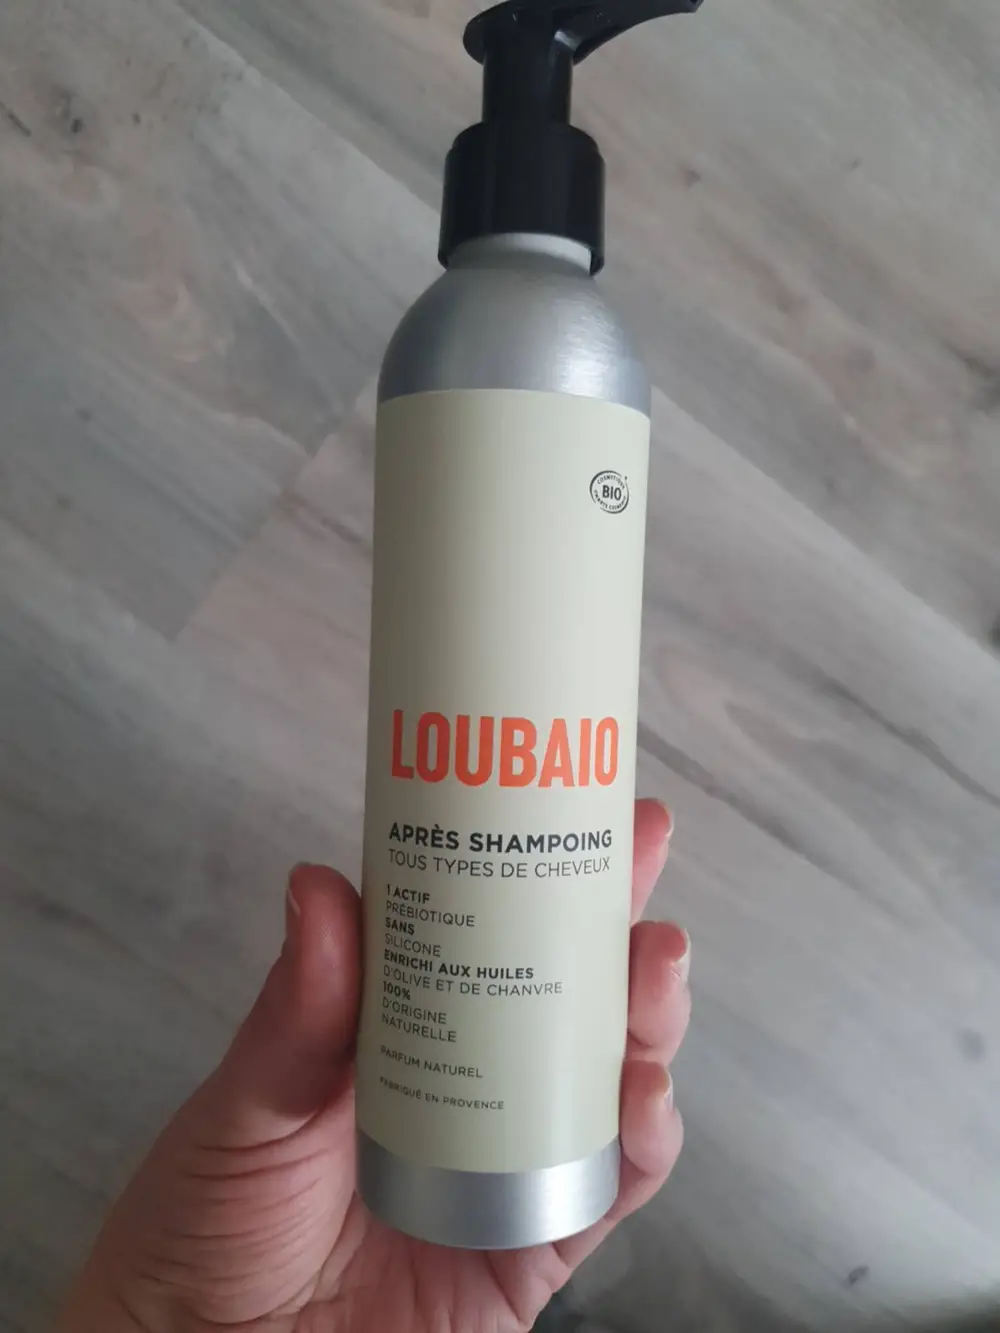 COSMÉTIQUE
BIO
LOUBAIO
APRÈS SHAMPOING
TOUS TYPES DE CHEVEUX
1 ACTIF
PRÉBIOTIQUE
SANS
SILICONE
ENRICHI AUX HUILES
D'OLIVE ET DE CHANVRE
100%
D'ORIGINE
NATURELLE
PARFUM NATUREL
FABRIQUÉ EN PROVENCE